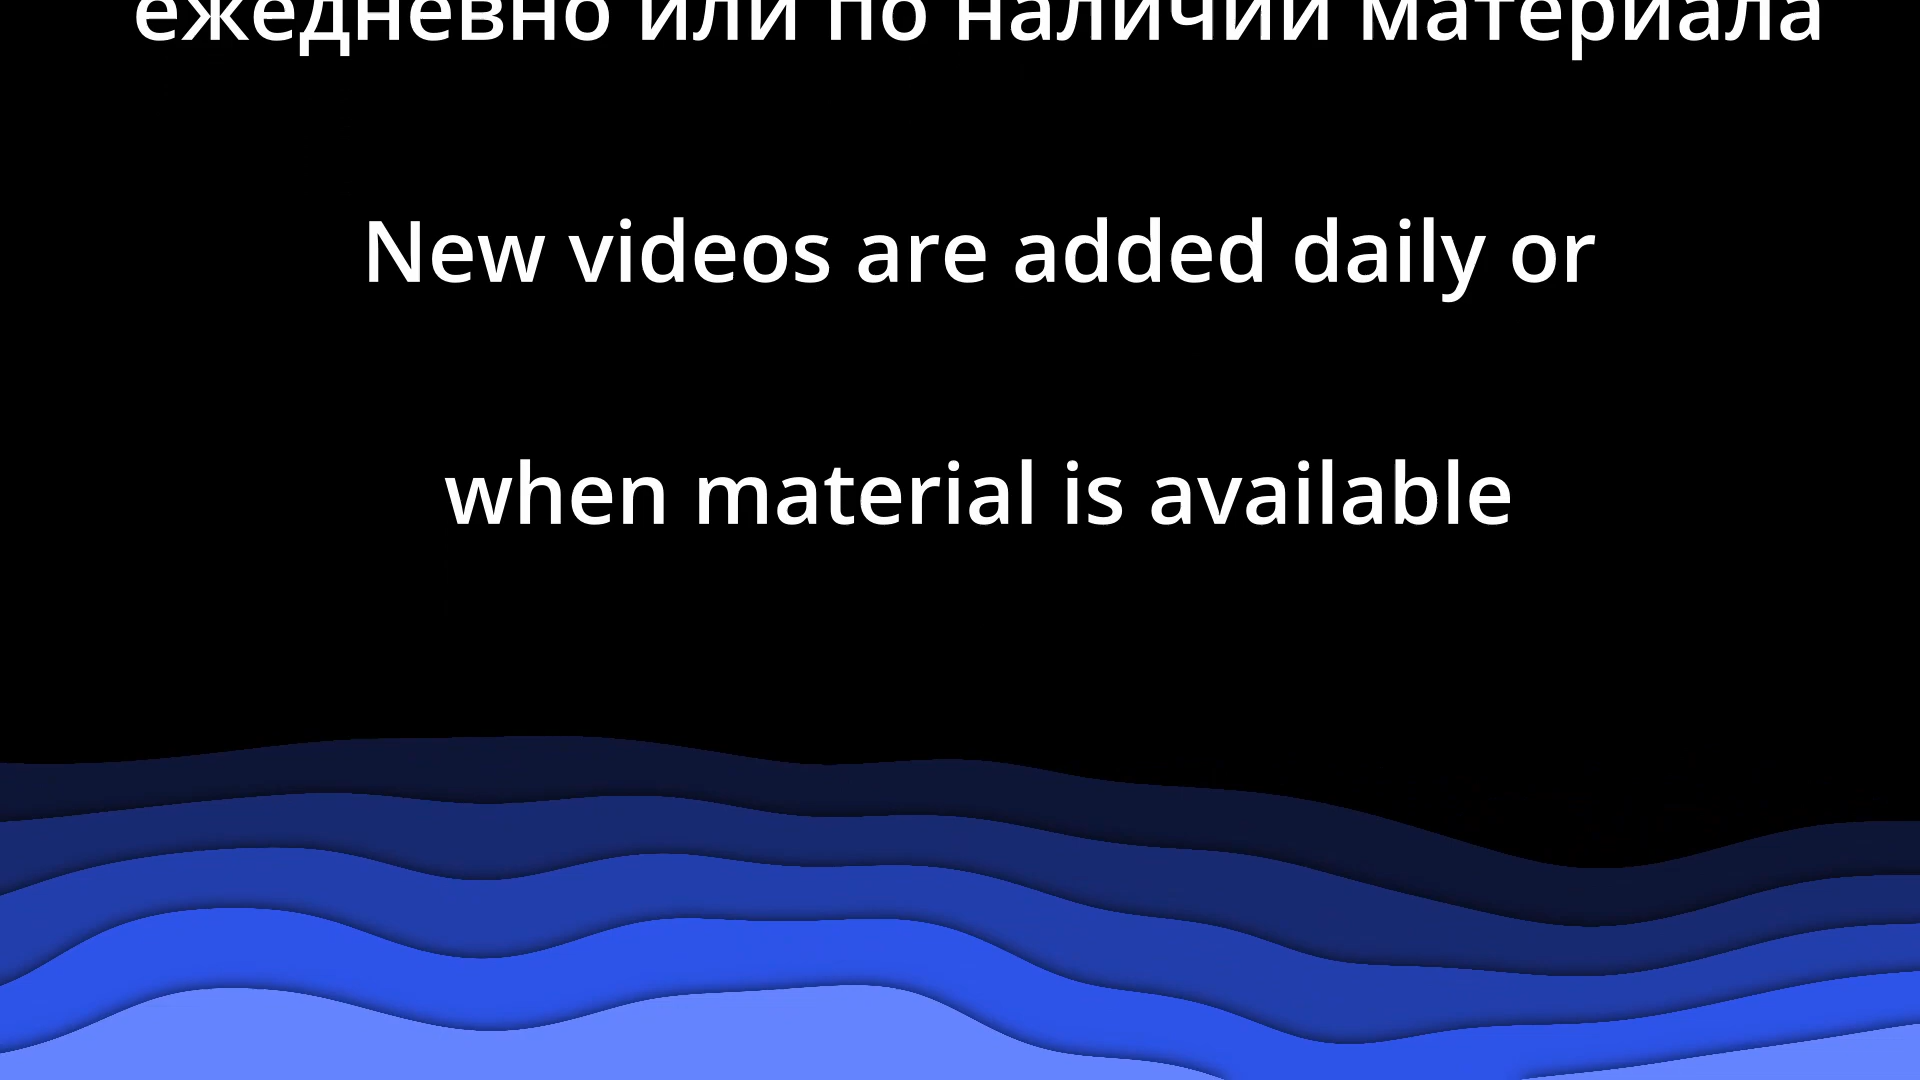 ежедневно или по наличии материала
New videos are added daily or
when material is available